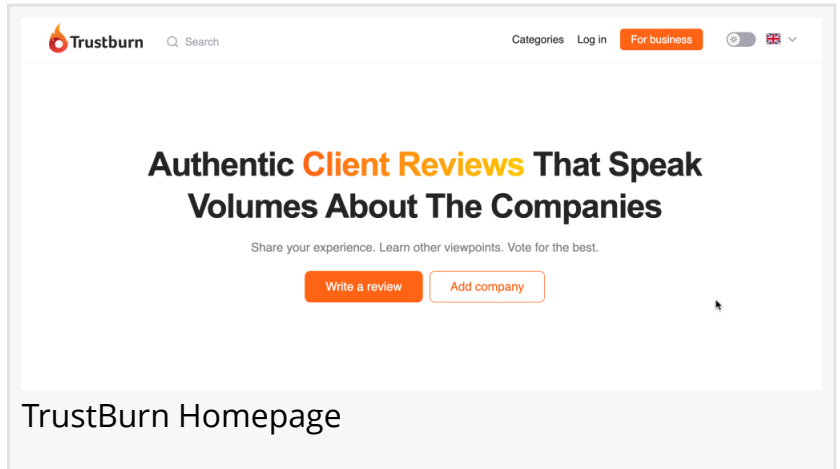 Trustburn
Search
Categories Log in For business
Authentic Client Reviews That Speak
Volumes About The Companies
Share your experience. Learn other viewpoints. Vote for the best.
Write a review Add company
TrustBurn Homepage